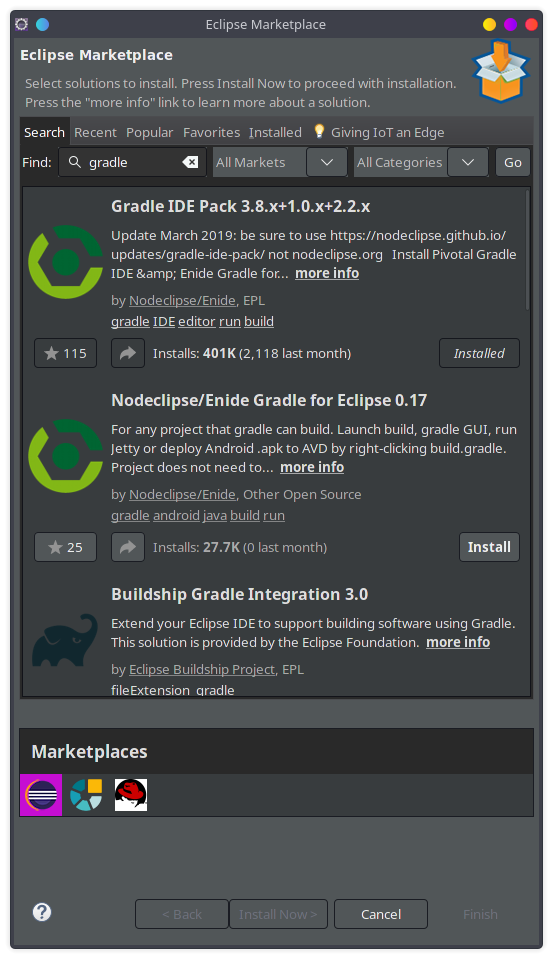 Eclipse Marketplace
Eclipse Marketplace
Select solutions to install. Press Install Now to proceed with installation.
Press the "more info" link to learn more about a solution.
Search Recent Popular Favorites Installed Giving IoT an Edge
Find: gradle All Markets All Categories Go
Gradle IDE Pack 3.8.x+1.0.x+2.2.x
Update March 2019: be sure to use https://nodeclipse.github.io/
updates/gradle-ide-pack/ not nodeclipse.org Install Pivotal Gradle
IDE &amp; Enide Gradle for... more info
by Nodeclipse/Enide, EPL
gradle IDE editor run build
115 Installs: 401K (2,118 last month) Installed
Nodeclipse/Enide Gradle for Eclipse 0.17
For any project that gradle can build. Launch build, gradle GUI, run
Jetty or deploy Android .apk to AVD by right-clicking build.gradle.
Project does not need to... more info
by Nodeclipse/Enide, Other Open Source
gradle android java build run
25 Installs: 27.7K (0 last month) Install
Buildship Gradle Integration 3.0
Extend your Eclipse IDE to support building software using Gradle.
This solution is provided by the Eclipse Foundation. more info
by Eclipse Buildship Project, EPL
fileExtension_gradle
Marketplaces
? < Back Install Now > Cancel Finish